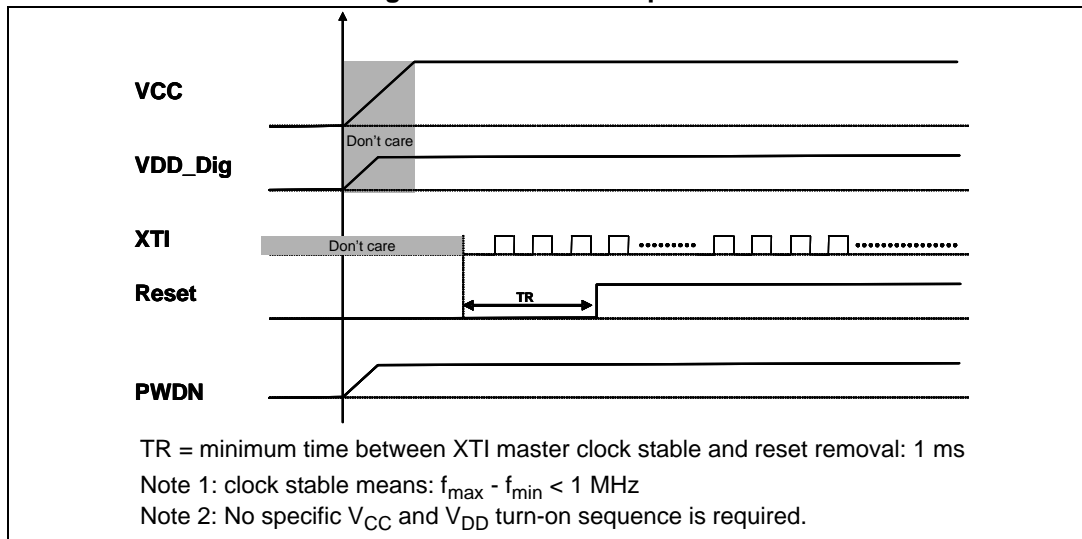 VCC
Don't care
VDD_Dig
XTI
Don't care
Reset
TR
PWDN
TR = minimum time between XTI master clock stable and reset removal: 1 ms
Note 1: clock stable means: fmax - fmin < 1 MHz
Note 2: No specific VCC and VDD turn-on sequence is required.